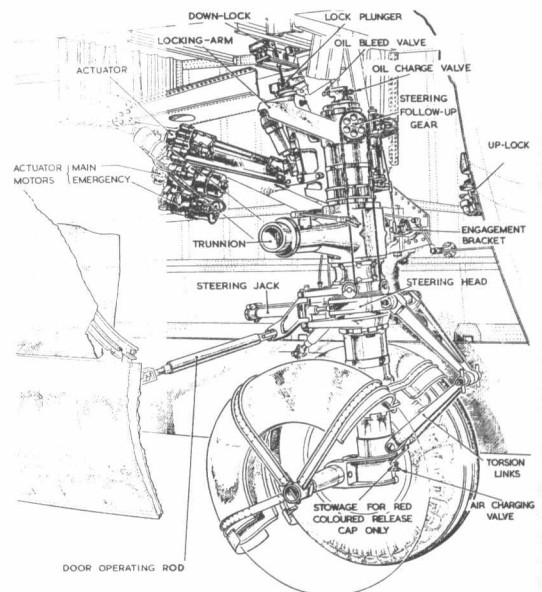 DOWN-LOCK
LOCK PLUNGER
LOCKING-ARM
OIL BLEED VALVE
ACTUATOR
OIL CHARGE VALVE
STEERING
FOLLOW-UP
GEAR
UP-LOCK
ACTUATOR MOTORS
MAIN
EMERGENCY
TRUNNION
ENGAGEMENT
BRACKET
STEERING JACK
STEERING HEAD
TORSION
LINKS
STOWAGE FOR RED
COLOURED RELEASE
CAP ONLY
AIR CHARGING
VALVE
DOOR OPERATING ROD